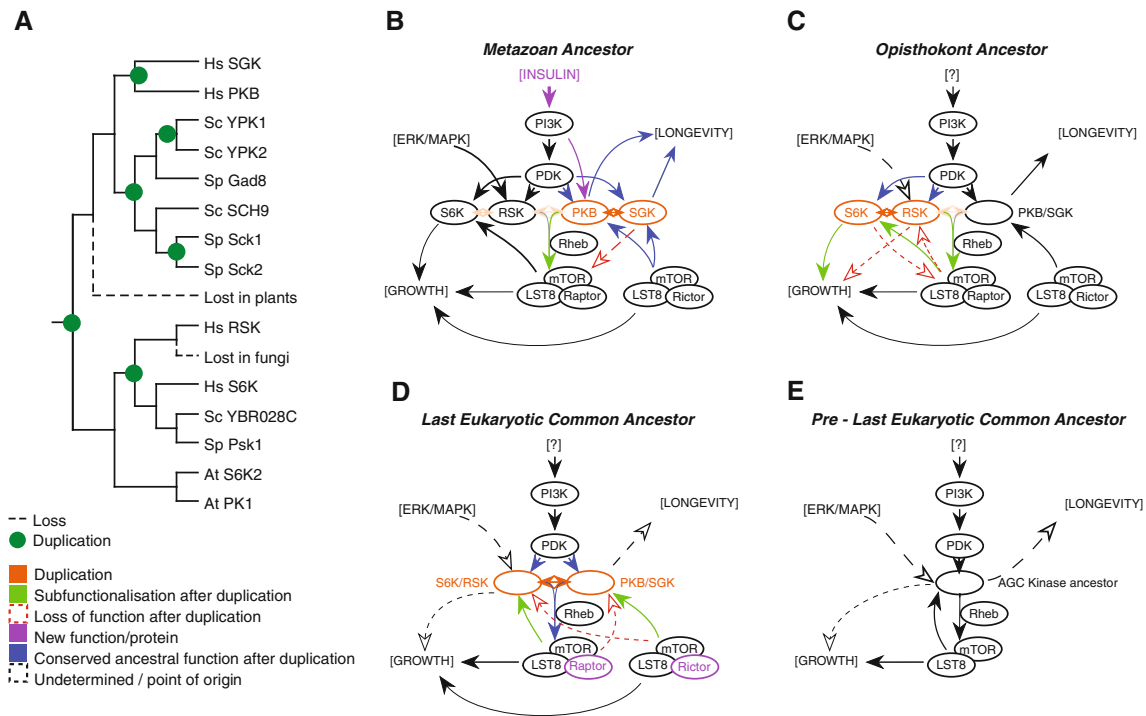 A
Hs SGK
Hs PKB
Sc YPK1
Sc YPK2
Sp Gad8
Sc SCH9
Sp Sck1
Sp Sck2
Lost in plants
Hs RSK
Lost in fungi
Hs S6K
Sc YBR028C
Sp Psk1
At S6K2
At PK1
Loss
Duplication
Duplication
Subfunctionalisation after duplication
Loss of function after duplication
New function/protein
Conserved ancestral function after duplication
Undetermined / point of origin
B
Metazoan Ancestor
[INSULIN]
PI3K
[ERK/MAPK]
[LONGEVITY]
PDK
S6K
RSK
PKB
SGK
Rheb
mTOR
LST8
Raptor
mTOR
LST8
Rictor
[GROWTH]
C
Opisthokont Ancestor
[?]
PI3K
[ERK/MAPK]
[LONGEVITY]
PDK
S6K
RSK
PKB/SGK
Rheb
mTOR
LST8
Raptor
mTOR
LST8
Rictor
[GROWTH]
D
Last Eukaryotic Common Ancestor
[?]
PI3K
[ERK/MAPK]
[LONGEVITY]
PDK
S6K/RSK
PKB/SGK
Rheb
mTOR
LST8
Raptor
mTOR
LST8
Rictor
[GROWTH]
E
Pre - Last Eukaryotic Common Ancestor
[?]
PI3K
[ERK/MAPK]
[LONGEVITY]
PDK
AGC Kinase ancestor
Rheb
mTOR
LST8
[GROWTH]